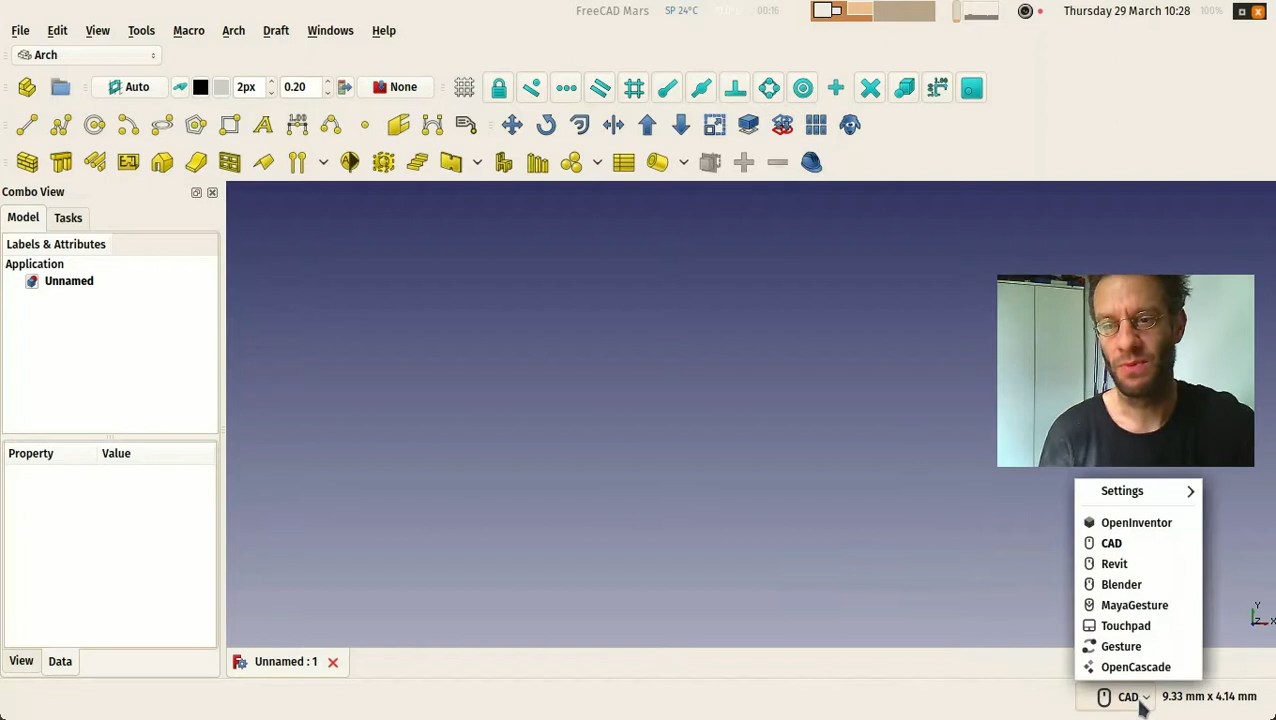 FreeCAD Mars
SP 24°C
00:16
Thursday 29 March 10:28
100%
File Edit View Tools Macro Arch Draft Windows Help
Arch
Auto
2px
0.20
None
1.00
Combo View
Model
Tasks
Labels & Attributes
Application
Unnamed
Property
Value
View
Data
Unnamed : 1
Settings
OpenInventor
CAD
Revit
Blender
MayaGesture
Touchpad
Gesture
OpenCascade
Y
Z
X
CAD
9.33 mm x 4.14 mm